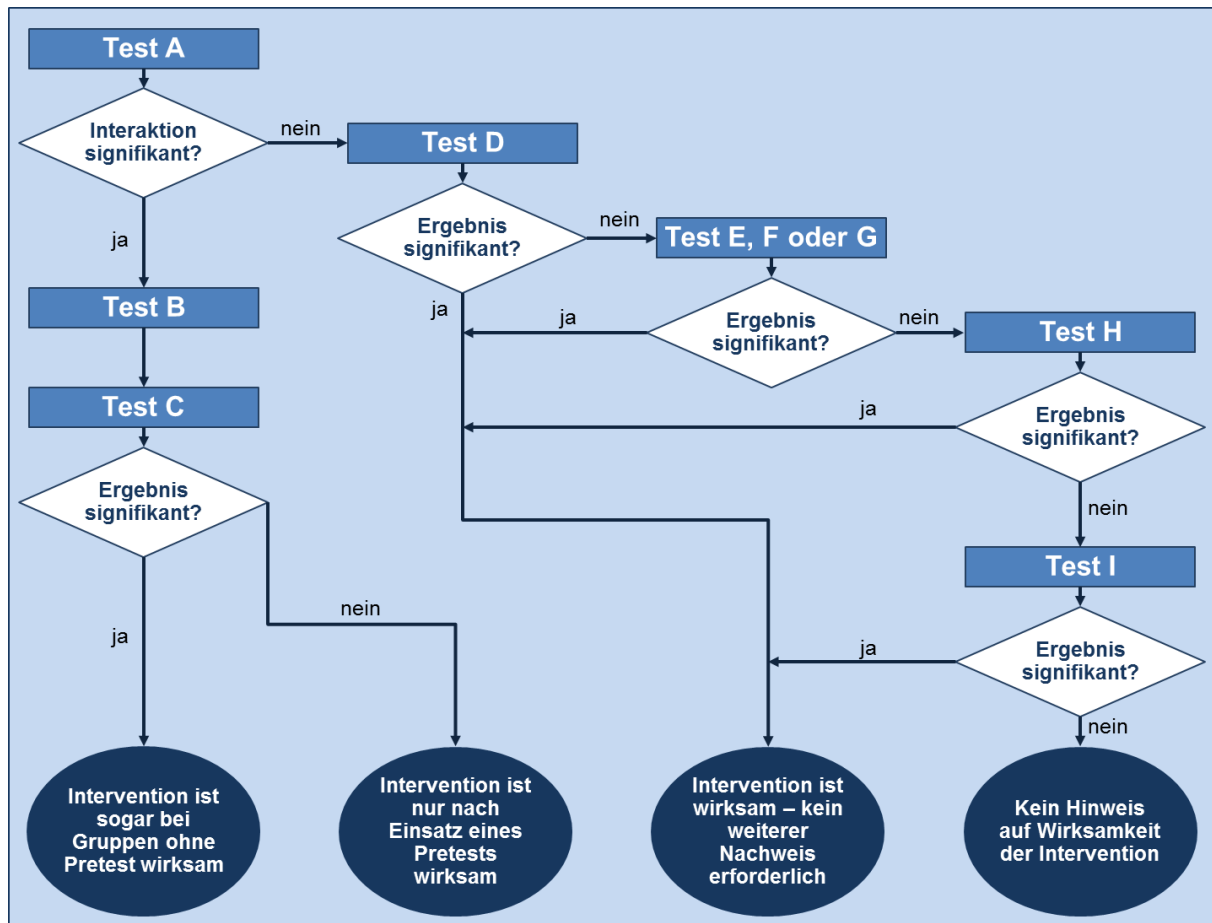 Test A
Interaktion
signifikant?
nein
ja
Test B
Test C
Ergebnis
signifikant?
ja
nein
Test D
Ergebnis
signifikant?
nein
ja
Test E, F oder G
Ergebnis
signifikant?
ja
nein
Test H
Ergebnis
signifikant?
ja
nein
Test I
Ergebnis
signifikant?
ja
nein
Intervention ist
sogar bei
Gruppen ohne
Pretest wirksam
Intervention ist
nur nach
Einsatz eines
Pretests
wirksam
Intervention ist
wirksam – kein
weiterer
Nachweis
erforderlich
Kein Hinweis
auf Wirksamkeit
der Intervention